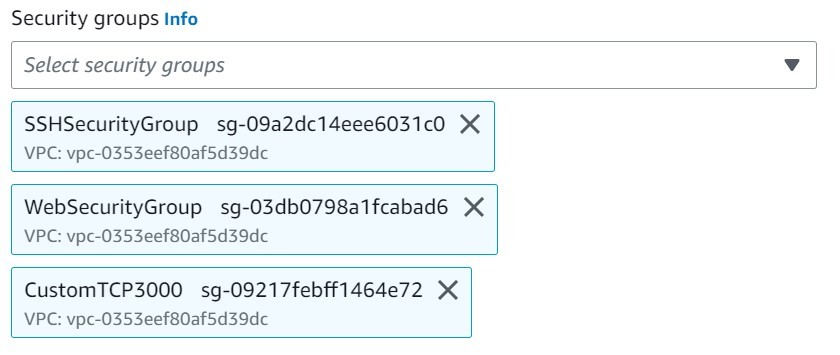 Security groups Info
Select security groups
SSHSecurityGroup sg-09a2dc14eee6031c0
VPC: vpc-0353eef80af5d39dc
WebSecurityGroup sg-03db0798a1fcabad6
VPC: vpc-0353eef80af5d39dc
CustomTCP3000 sg-09217febff1464e72
VPC: vpc-0353eef80af5d39dc